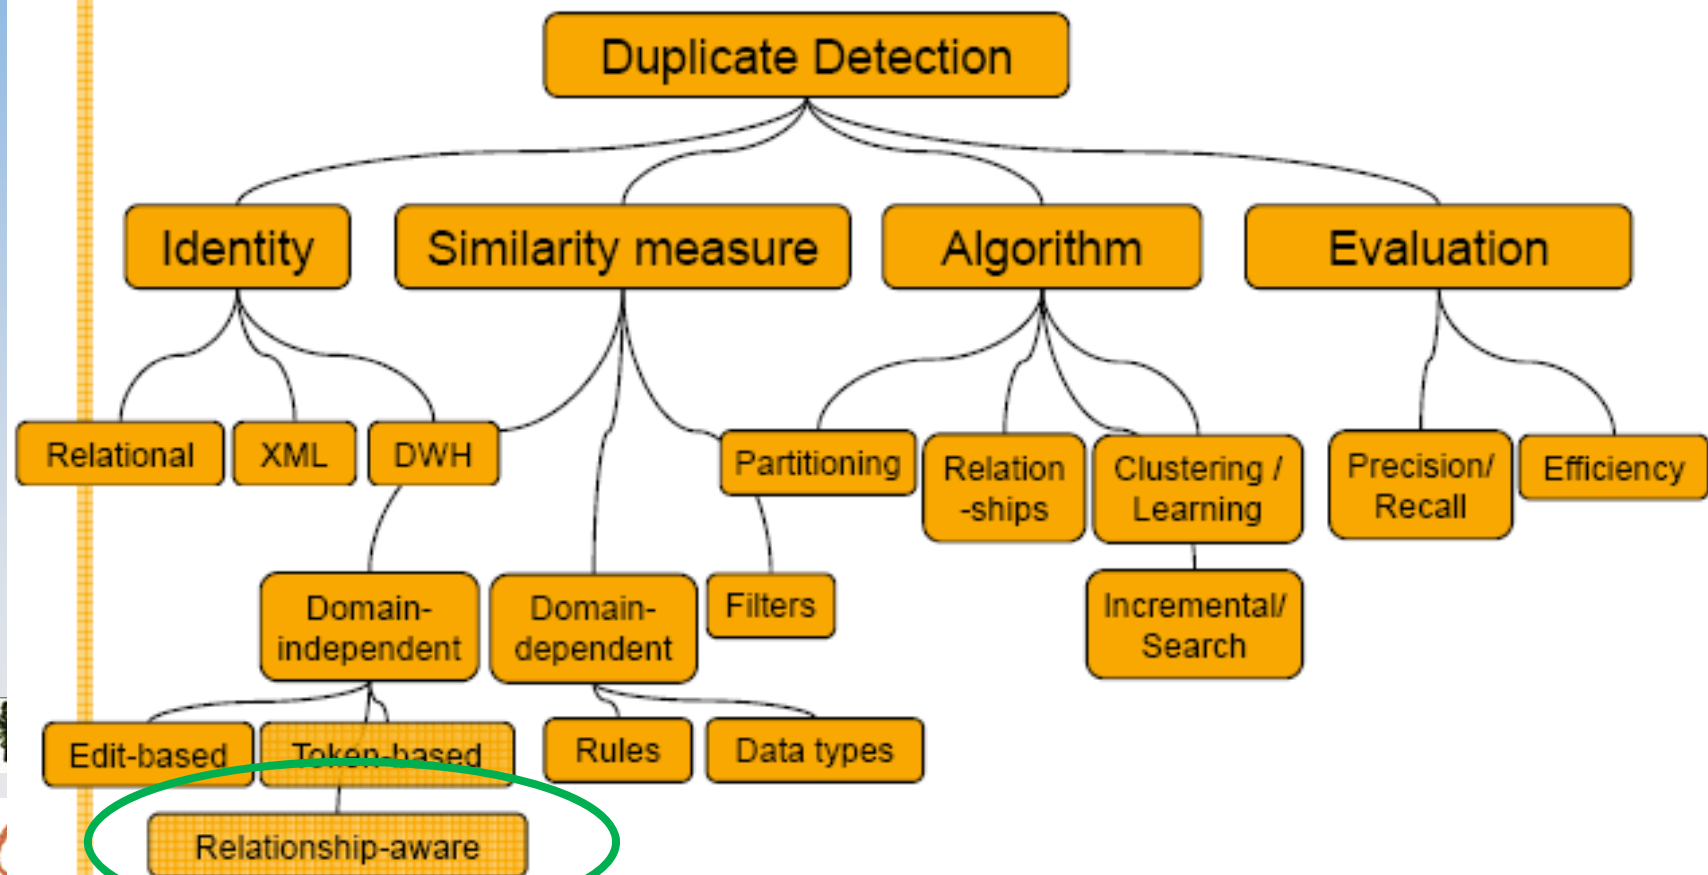 Duplicate Detection
Identity
Similarity measure
Algorithm
Evaluation
Relational
XML
DWH
Partitioning
Relation
-ships
Clustering /
Learning
Precision/
Recall
Efficiency
Domain-
independent
Domain-
dependent
Filters
Incremental/
Search
Edit-based
Token-based
Rules
Data types
Relationship-aware